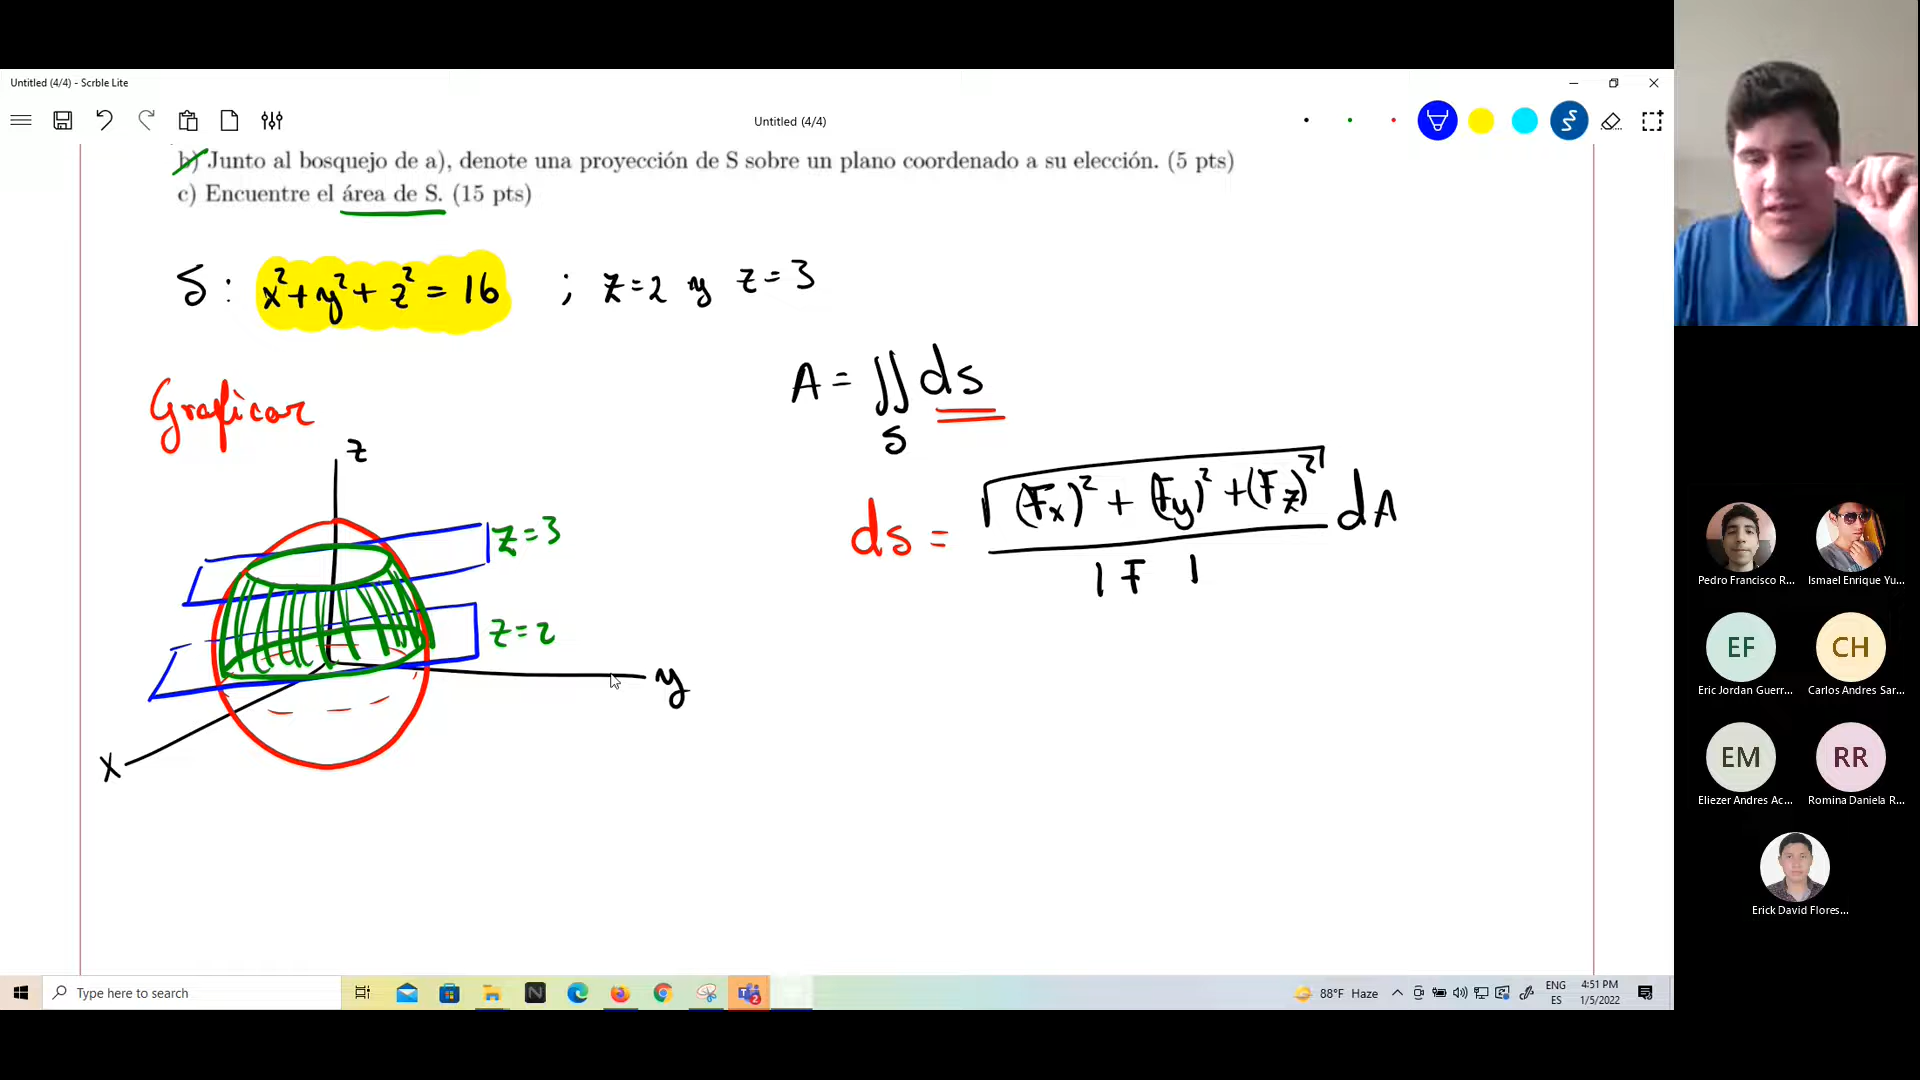 Untitled (4/4) - Scrble Lite
Untitled (4/4)
b) Junto al bosquejo de a), denote una proyección de S sobre un plano coordenado a su elección. (5 pts)
c) Encuentre el área de S. (15 pts)
S : x² + y² + z² = 16 ; z=2 y z=3
Graficar
z
z=3
z=2
y
x
A = ∬ ds
S
ds = √((Fx)² + (Fy)² + (Fz)²) dA
|F |
Pedro Francisco R...
Ismael Enrique Yu...
EF
CH
Eric Jordan Guerr...
Carlos Andres Sar...
EM
RR
Eliezer Andres Ac...
Romina Daniela R...
Erick David Flores...
Type here to search
N
2
88°F Haze
ENG
ES
4:51 PM
1/5/2022